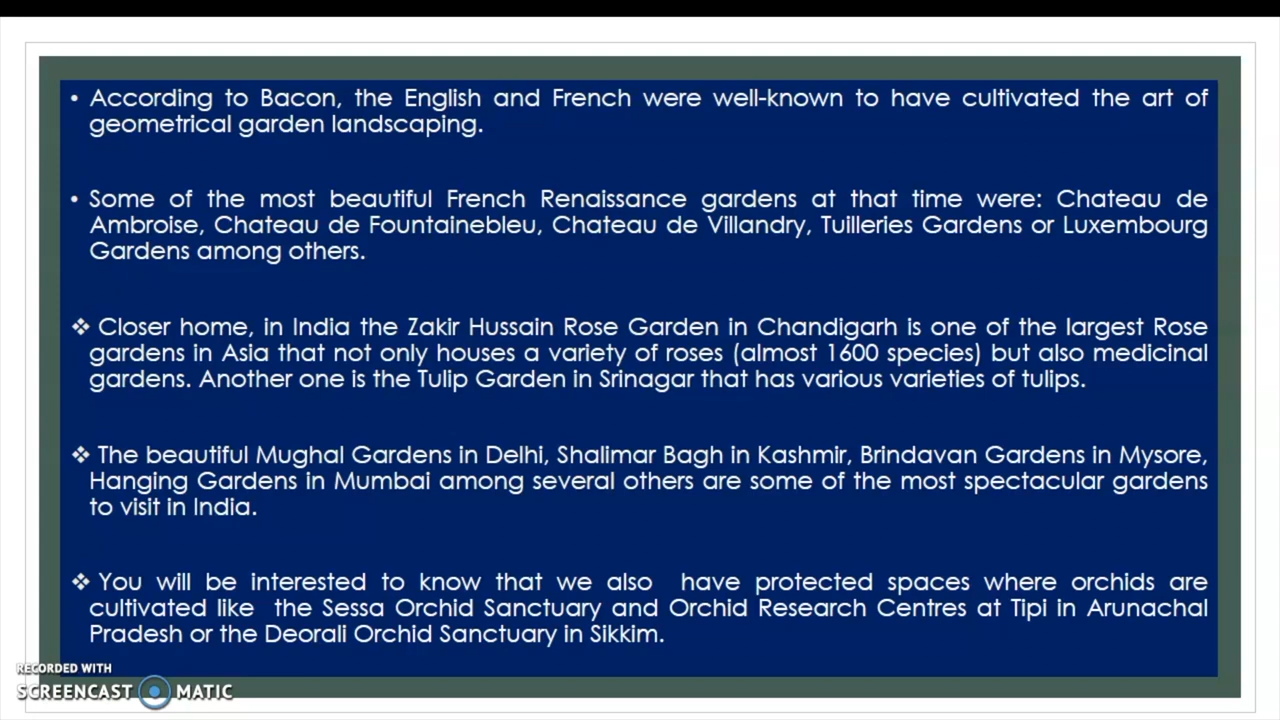 • According to Bacon, the English and French were well-known to have cultivated the art of
geometrical garden landscaping.
• Some of the most beautiful French Renaissance gardens at that time were: Chateau de
Ambroise, Chateau de Fountainebleu, Chateau de Villandry, Tuilleries Gardens or Luxembourg
Gardens among others.
❖ Closer home, in India the Zakir Hussain Rose Garden in Chandigarh is one of the largest Rose
gardens in Asia that not only houses a variety of roses (almost 1600 species) but also medicinal
gardens. Another one is the Tulip Garden in Srinagar that has various varieties of tulips.
❖ The beautiful Mughal Gardens in Delhi, Shalimar Bagh in Kashmir, Brindavan Gardens in Mysore,
Hanging Gardens in Mumbai among several others are some of the most spectacular gardens
to visit in India.
❖ You will be interested to know that we also have protected spaces where orchids are
cultivated like the Sessa Orchid Sanctuary and Orchid Research Centres at Tipi in Arunachal
Pradesh or the Deorali Orchid Sanctuary in Sikkim.
RECORDED WITH
SCREENCAST MATIC